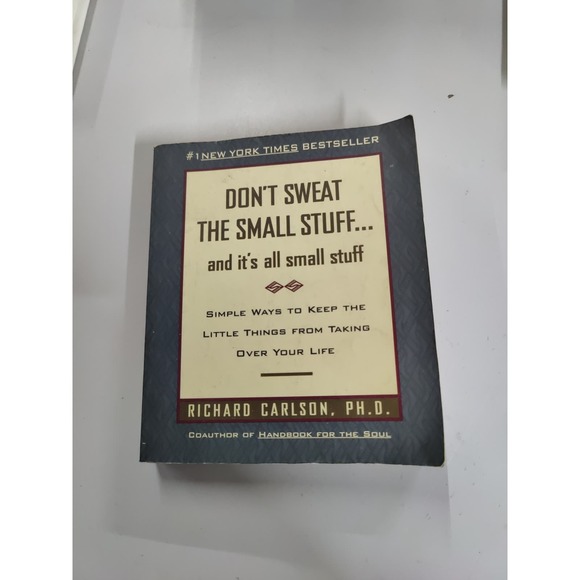 #1 NEW YORK TIMES BESTSELLER
DON'T SWEAT
THE SMALL STUFF...
and it's all small stuff
SIMPLE WAYS TO KEEP THE
LITTLE THINGS FROM TAKING
OVER YOUR LIFE
RICHARD CARLSON, PH.D.
COAUTHOR OF HANDBOOK FOR THE SOUL